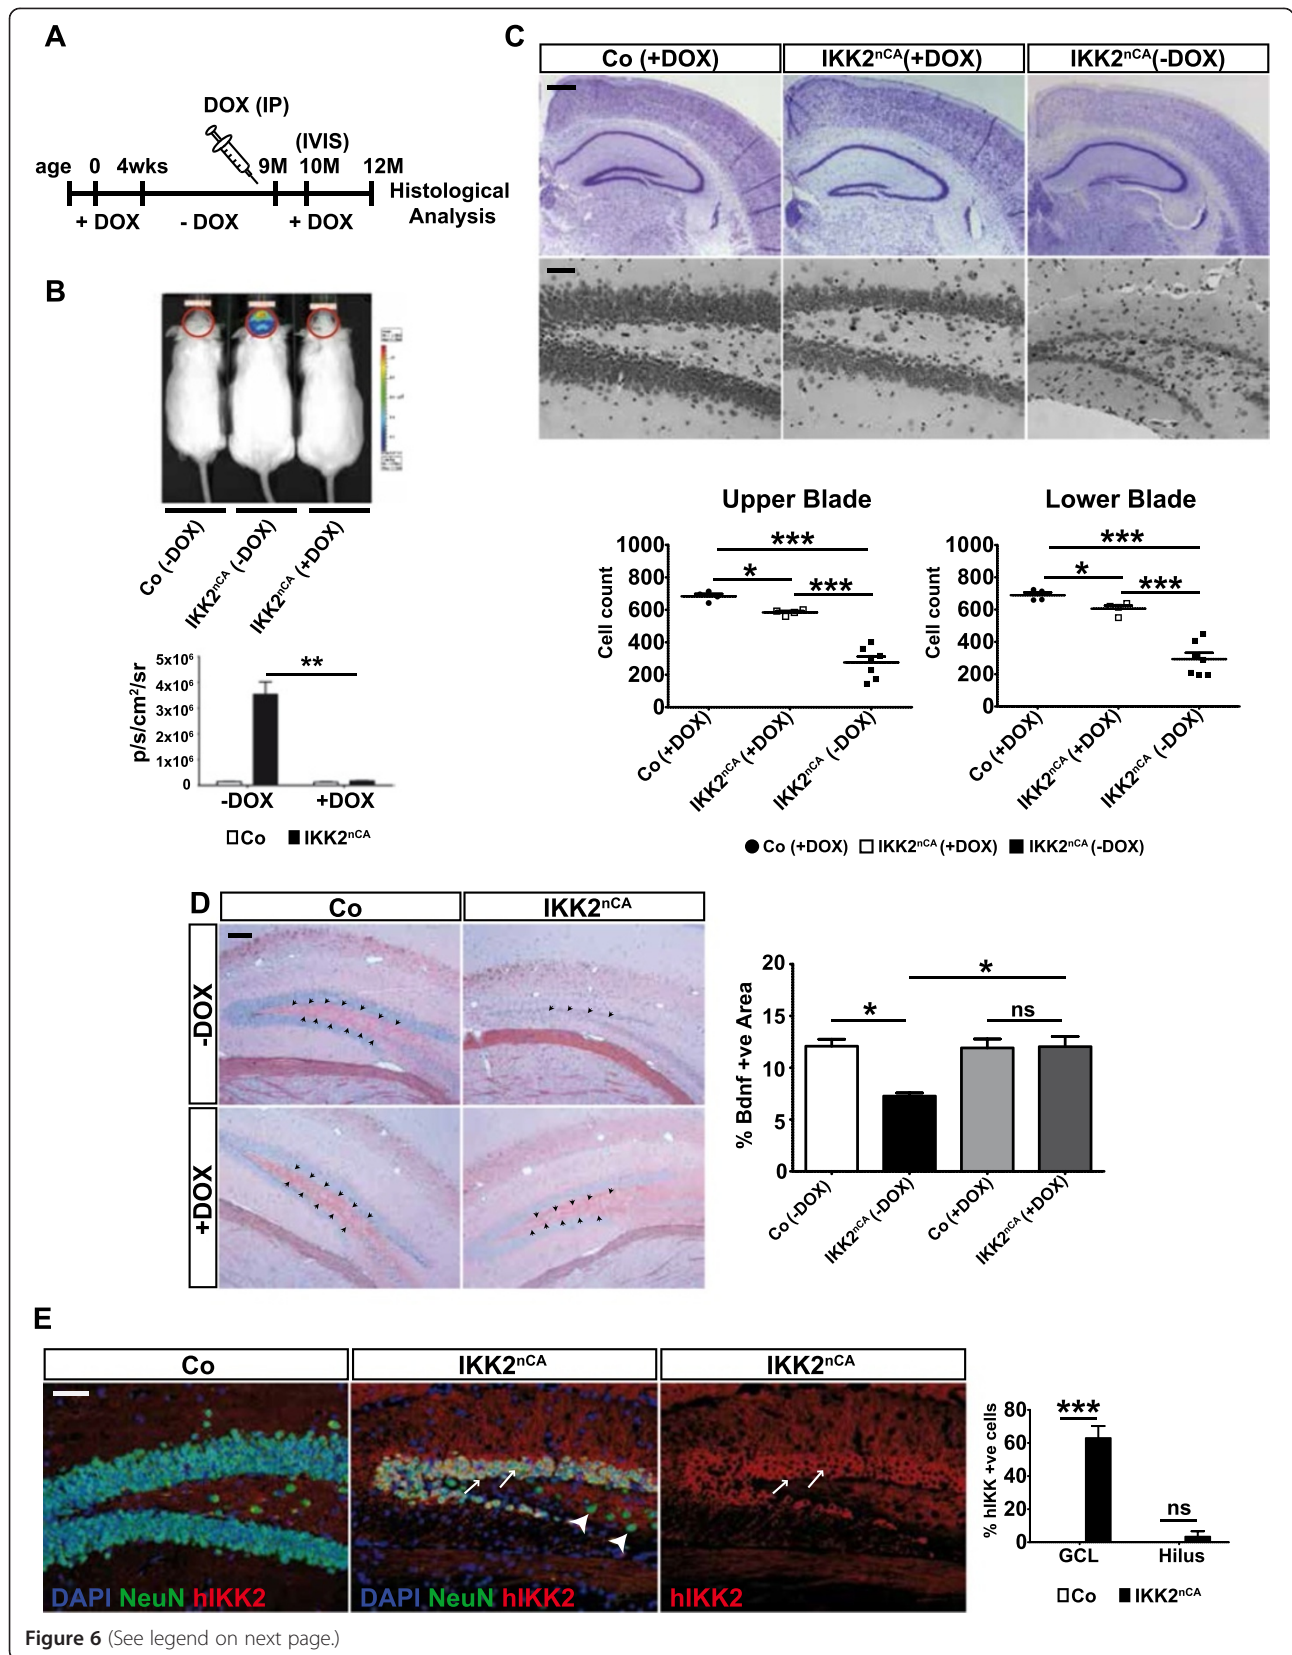 A
DOX (IP)
(IVIS)
age 0 4wks 9M 10M 12M
Histological
Analysis
+ DOX - DOX + DOX
B
Co (-DOX)
IKK2nCA (-DOX)
IKK2nCA (+DOX)
p/s/cm2/sr
5x106
4x106
3x106
2x106
1x106
0
**
-DOX +DOX
Co IKK2nCA
C
Co (+DOX) IKK2nCA(+DOX) IKK2nCA(-DOX)
Upper Blade
Cell count
1000
800
600
400
200
0
***
*
***
Co (+DOX)
IKK2nCA (+DOX)
IKK2nCA (-DOX)
Lower Blade
Cell count
1000
800
600
400
200
0
***
*
***
Co (+DOX)
IKK2nCA (+DOX)
IKK2nCA (-DOX)
Co (+DOX) IKK2nCA (+DOX) IKK2nCA (-DOX)
D
Co IKK2nCA
-DOX
+DOX
% Bdnf +ve Area
20
15
10
5
0
*
*
ns
Co (-DOX)
IKK2nCA (-DOX)
Co (+DOX)
IKK2nCA (+DOX)
E
Co IKK2nCA IKK2nCA
DAPI NeuN hIKK2
DAPI NeuN hIKK2
hIKK2
% hIKK +ve cells
80
60
40
20
0
***
ns
GCL Hilus
Co IKK2nCA
Figure 6 (See legend on next page.)